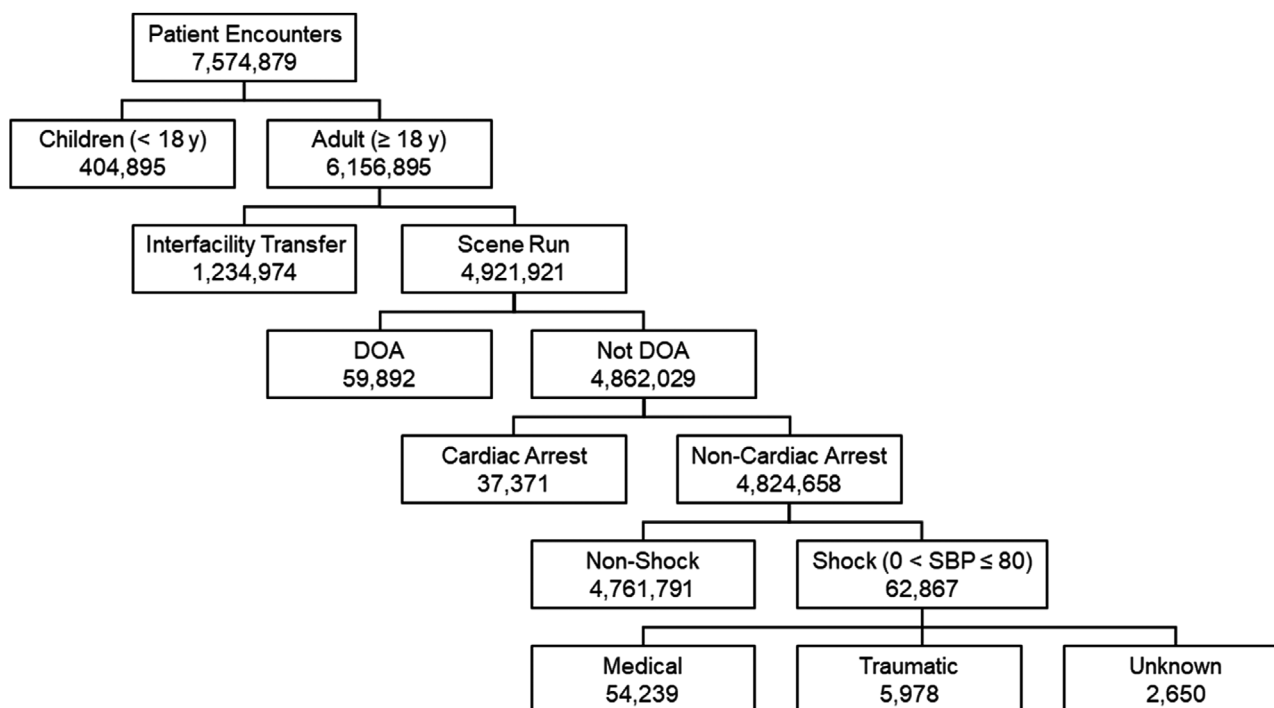 Patient Encounters
7,574,879
Children (< 18 y)
404,895
Adult (≥ 18 y)
6,156,895
Interfacility Transfer
1,234,974
Scene Run
4,921,921
DOA
59,892
Not DOA
4,862,029
Cardiac Arrest
37,371
Non-Cardiac Arrest
4,824,658
Non-Shock
4,761,791
Shock (0 < SBP ≤ 80)
62,867
Medical
54,239
Traumatic
5,978
Unknown
2,650